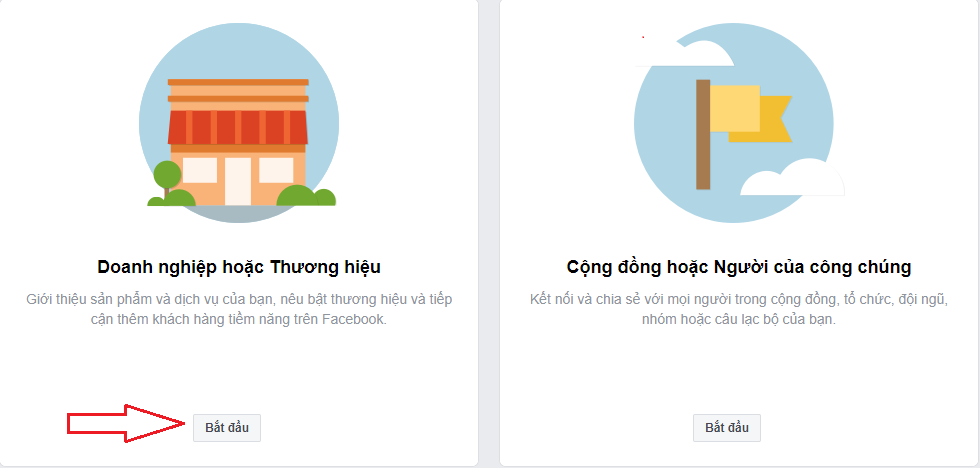 Doanh nghiệp hoặc Thương hiệu
Giới thiệu sản phẩm và dịch vụ của bạn, nêu bật thương hiệu và tiếp
cận thêm khách hàng tiềm năng trên Facebook.
Bắt đầu
Cộng đồng hoặc Người của công chúng
Kết nối và chia sẻ với mọi người trong cộng đồng, tổ chức, đội ngũ,
nhóm hoặc câu lạc bộ của bạn.
Bắt đầu